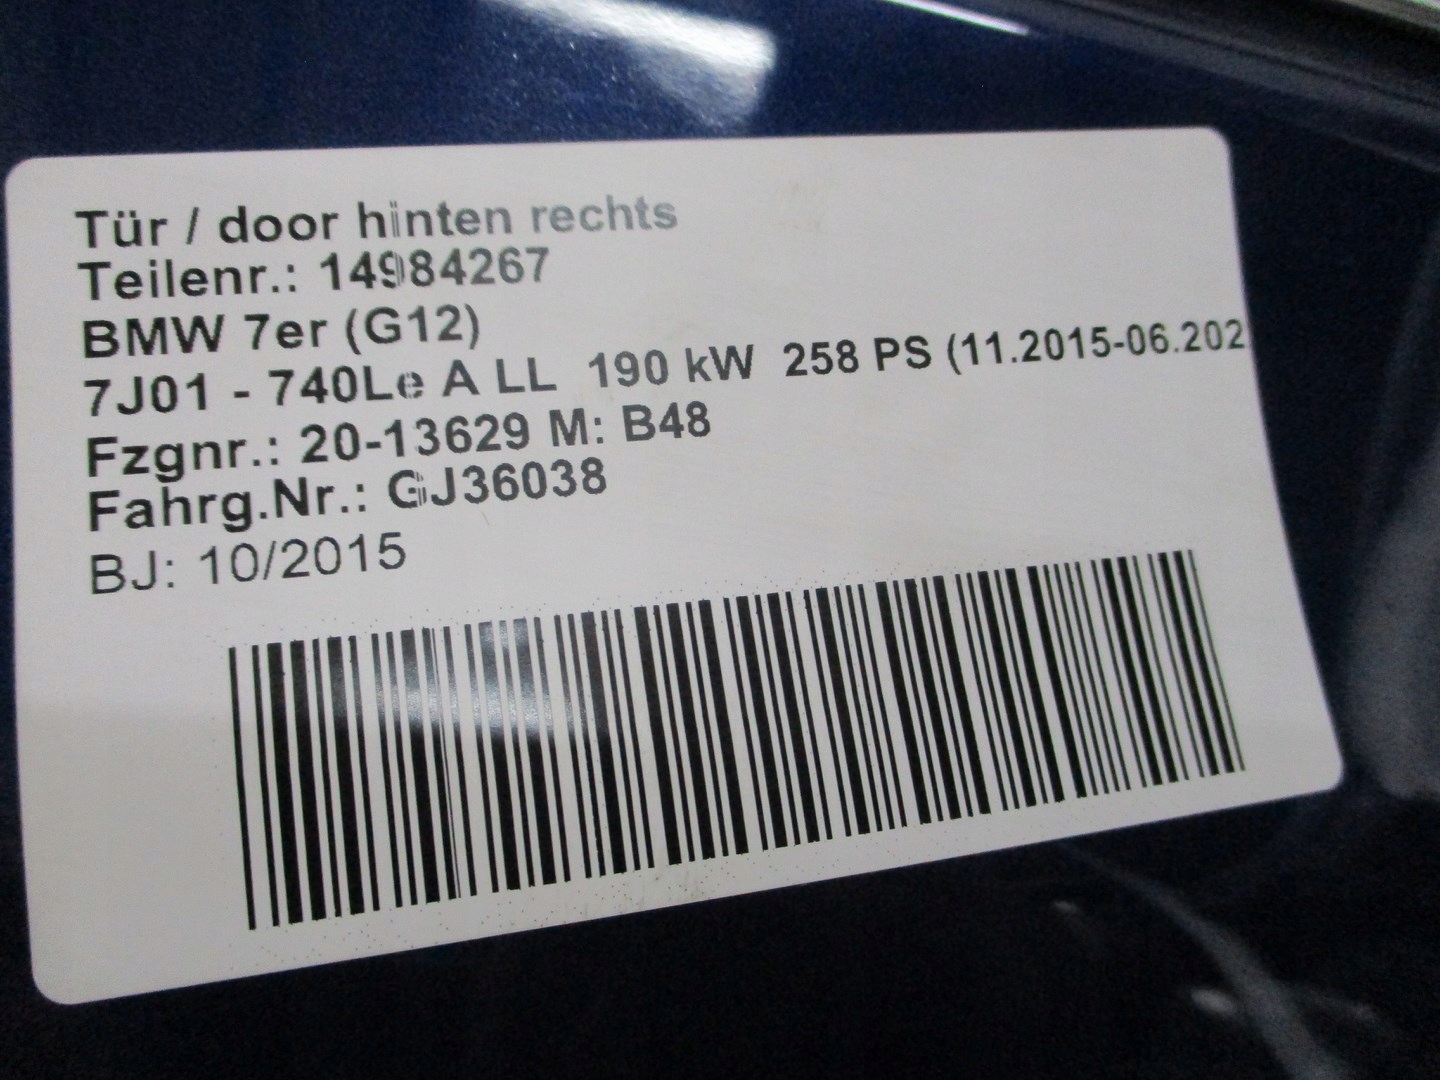 Tür / door hinten rechts
Teilenr.: 14984267
BMW 7er (G12)
7J01 - 740Le A LL 190 kW 258 PS (11.2015-06.202
Fzgnr.: 20-13629 M: B48
Fahrg.Nr.: GJ36038
BJ: 10/2015